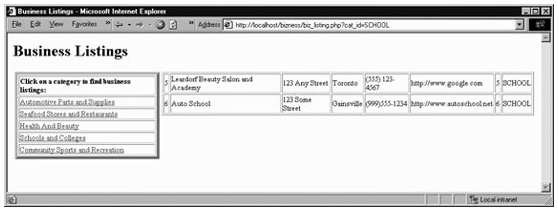 Business Listings - Microsoft Internet Explorer
File Edit View Go Favorites Help Address http://localhost/bizness/biz_listing.php?cat_id=SCHOOL
Business Listings
Click on a category to find business
listings:
Automotive Parts and Supplies
Seafood Stores and Restaurants
Health And Beauty
Schools and Colleges
Community Sports and Recreation
5 Leardorf Beauty Salon and Academy 123 Any Street Toronto (555) 123-4567 http://www.google.com 5 SCHOOL
6 Auto School 123 Some Street Gainsville (999)555-1234 http://www.autoschool.net 6 SCHOOL
Local intranet